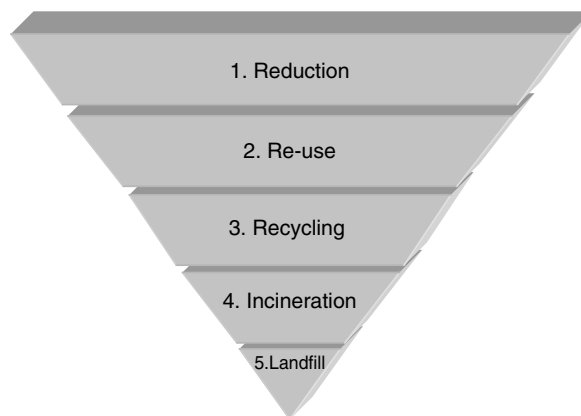 1. Reduction
2. Re-use
3. Recycling
4. Incineration
5.Landfill